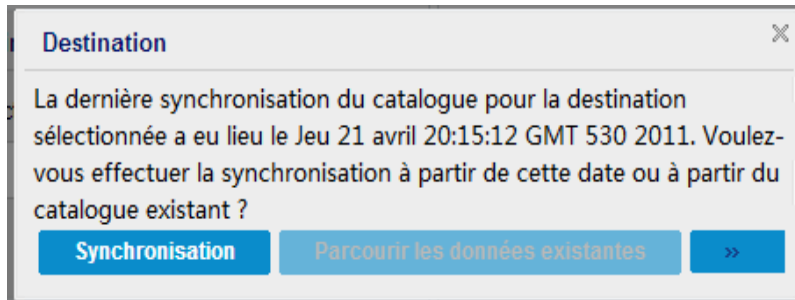 Destination
La dernière synchronisation du catalogue pour la destination
sélectionnée a eu lieu le Jeu 21 avril 20:15:12 GMT 530 2011. Voulez-
vous effectuer la synchronisation à partir de cette date ou à partir du
catalogue existant ?
Synchronisation Parcourir les données existantes »